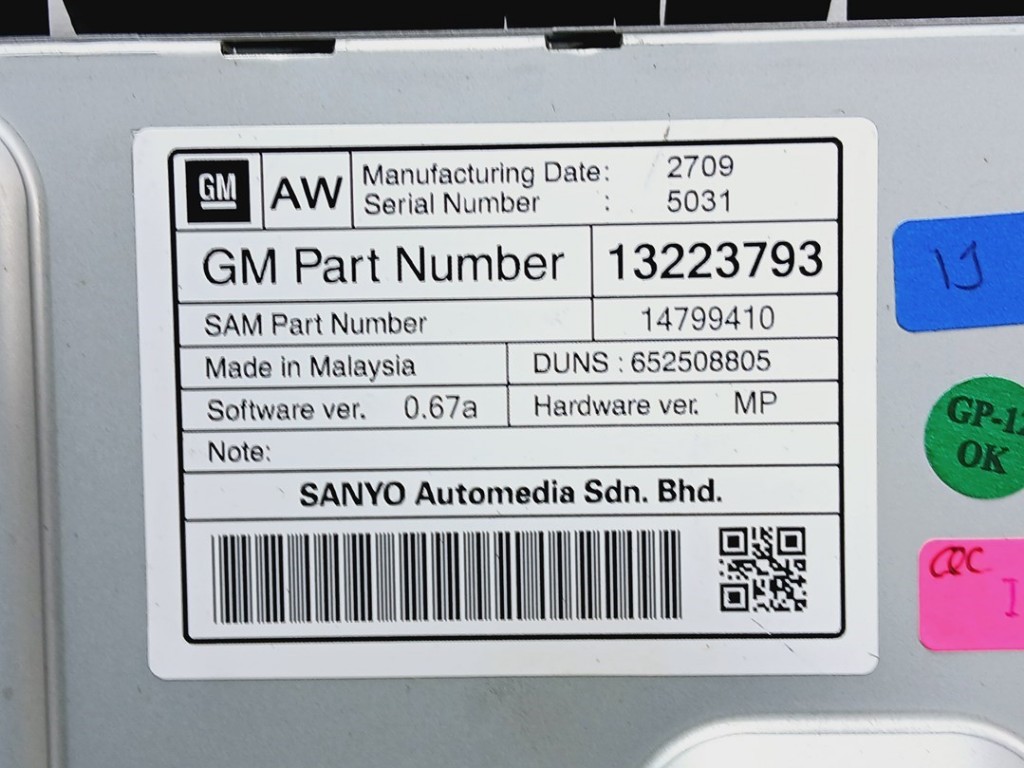 GM AW Manufacturing Date: 2709
Serial Number : 5031
GM Part Number 13223793
SAM Part Number 14799410
Made in Malaysia DUNS : 652508805
Software ver. 0.67a Hardware ver. MP
Note:
SANYO Automedia Sdn. Bhd.
IJ
OK
QC
I